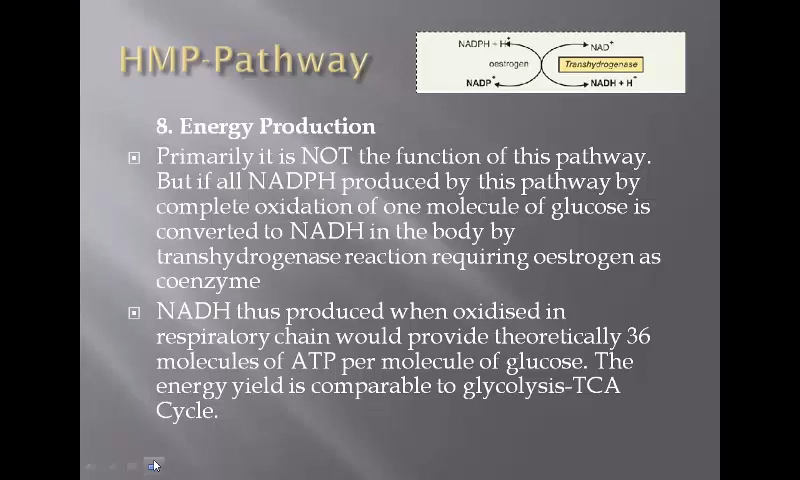 HMP-Pathway
NADPH + H⁺
NAD⁺
oestrogen
Transhydrogenase
NADP⁺
NADH + H⁻
8. Energy Production
Primarily it is NOT the function of this pathway.
But if all NADPH produced by this pathway by
complete oxidation of one molecule of glucose is
converted to NADH in the body by
transhydrogenase reaction requiring oestrogen as
coenzyme
NADH thus produced when oxidised in
respiratory chain would provide theoretically 36
molecules of ATP per molecule of glucose. The
energy yield is comparable to glycolysis-TCA
Cycle.